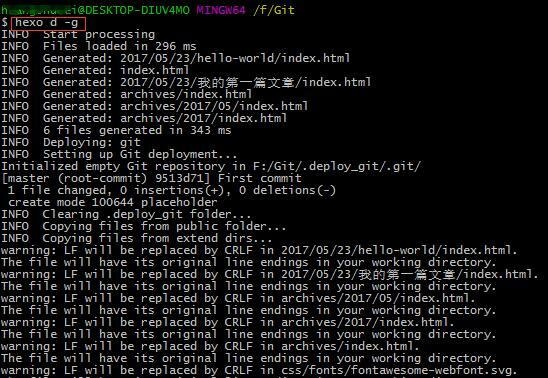 @DESKTOP-DIUV4MO MINGW64 /f/Git
$ hexo d -g
INFO  Start processing
INFO  Files loaded in 296 ms
INFO  Generated: 2017/05/23/hello-world/index.html
INFO  Generated: index.html
INFO  Generated: 2017/05/23/我的第一篇文章/index.html
INFO  Generated: archives/index.html
INFO  Generated: archives/2017/05/index.html
INFO  Generated: archives/2017/index.html
INFO  6 files generated in 343 ms
INFO  Deploying: git
INFO  Setting up Git deployment...
Initialized empty Git repository in F:/Git/.deploy_git/.git/
[master (root-commit) 9513d71] First commit
 1 file changed, 0 insertions(+), 0 deletions(-)
 create mode 100644 placeholder
INFO  Clearing .deploy_git folder...
INFO  Copying files from public folder...
INFO  Copying files from extend dirs...
warning: LF will be replaced by CRLF in 2017/05/23/hello-world/index.html.
The file will have its original line endings in your working directory.
warning: LF will be replaced by CRLF in 2017/05/23/我的第一篇文章/index.html.
The file will have its original line endings in your working directory.
warning: LF will be replaced by CRLF in archives/2017/05/index.html.
The file will have its original line endings in your working directory.
warning: LF will be replaced by CRLF in archives/2017/index.html.
The file will have its original line endings in your working directory.
warning: LF will be replaced by CRLF in archives/index.html.
The file will have its original line endings in your working directory.
warning: LF will be replaced by CRLF in css/fonts/fontawesome-webfont.svg.